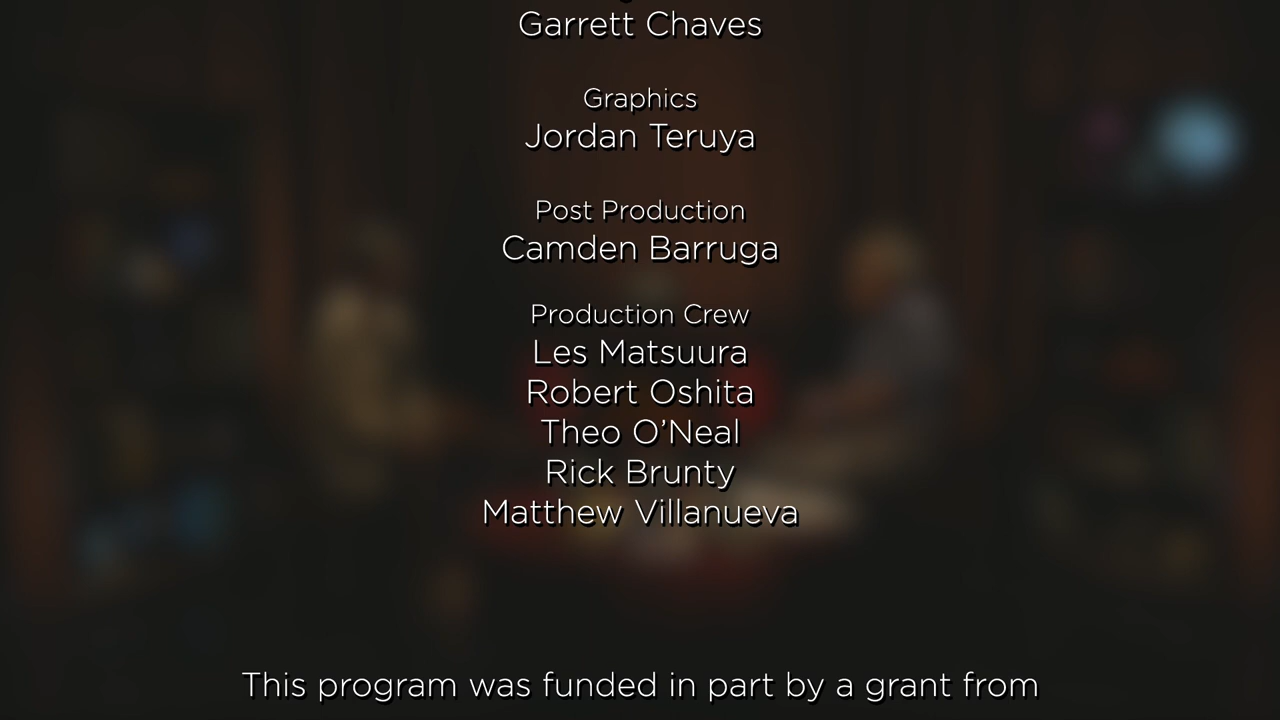 Garrett Chaves
Graphics
Jordan Teruya
Post Production
Camden Barruga
Production Crew
Les Matsuura
Robert Oshita
Theo O’Neal
Rick Brunty
Matthew Villanueva
This program was funded in part by a grant from